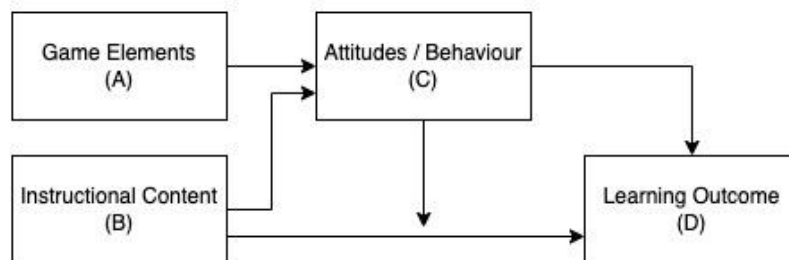 Game Elements
(A)
Attitudes / Behaviour
(C)
Instructional Content
(B)
Learning Outcome
(D)